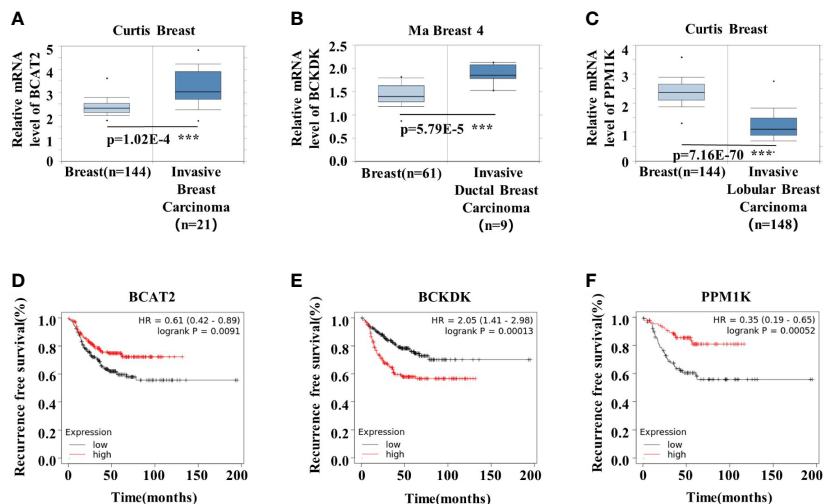 A
Curtis Breast
Relative mRNA
level of BCAT2
5
4
3
2
1
0
p=1.02E-4 ***
Breast(n=144)
Invasive
Breast
Carcinoma
(n=21)
B
Ma Breast 4
Relative mRNA
level of BCKDK
2.5
2.0
1.5
1.0
0.5
0.0
p=5.79E-5 ***
Breast(n=61)
Invasive
Ductal Breast
Carcinoma
(n=9)
C
Curtis Breast
Relative mRNA
level of PPM1K
4
3
2
1
0
p=7.16E-70 ***
Breast(n=144)
Invasive
Lobular Breast
Carcinoma
(n=148)
D
BCAT2
Recurrence free survival(%)
1.0
0.8
0.6
0.2
0.0
HR = 0.61 (0.42 - 0.89)
logrank P = 0.0091
Expression
low
high
0 50 100 150 200
Time(months)
E
BCKDK
Recurrence free survival(%)
1.0
0.8
0.6
0.2
0.0
HR = 2.05 (1.41 - 2.98)
logrank P = 0.00013
Expression
low
high
0 50 100 150 200
Time(months)
F
PPM1K
Recurrence free survival(%)
1.0
0.8
0.6
0.2
0.0
HR = 0.35 (0.19 - 0.65)
logrank P = 0.00052
Expression
low
high
0 50 100 150 200
Time(months)